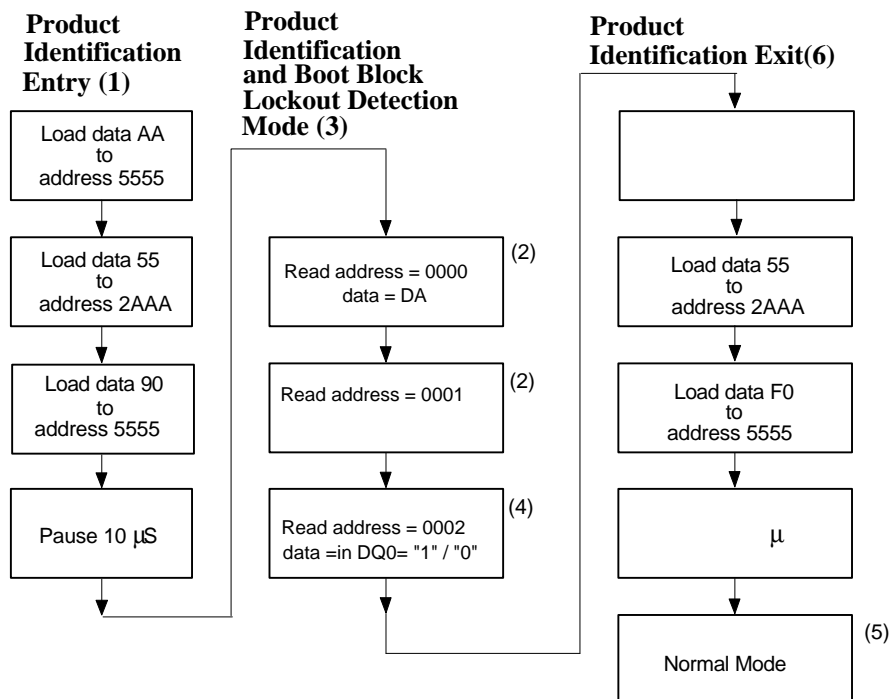 Product
Identification
Entry (1)
Load data AA
to
address 5555
Load data 55
to
address 2AAA
Load data 90
to
address 5555
Pause 10 µS
Product
Identification
and Boot Block
Lockout Detection
Mode (3)
Read address = 0000
data = DA
(2)
Read address = 0001
(2)
Read address = 0002
data =in DQ0= "1" / "0"
(4)
Product
Identification Exit(6)
Load data 55
to
address 2AAA
Load data F0
to
address 5555
µ
Normal Mode
(5)